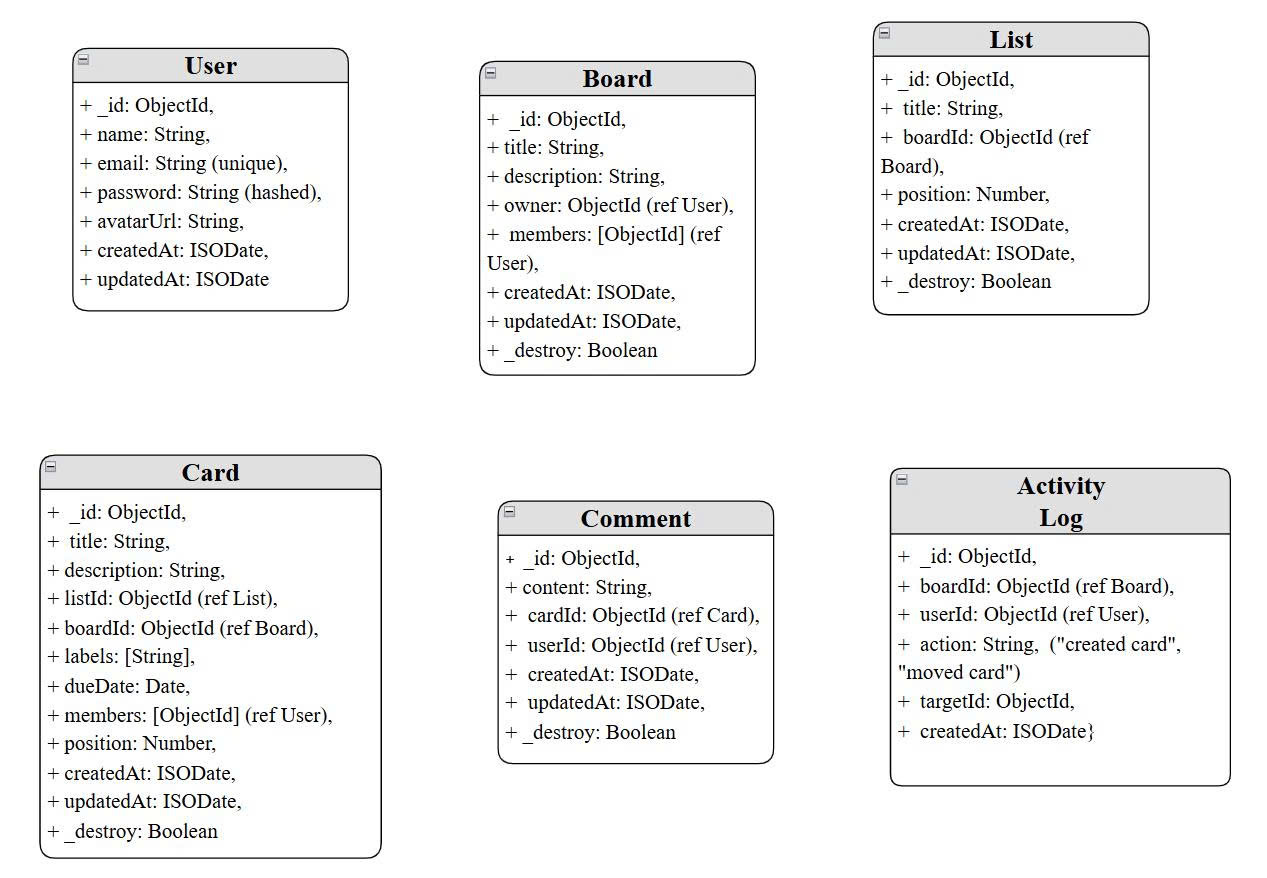 User
+ _id: ObjectId,
+ name: String,
+ email: String (unique),
+ password: String (hashed),
+ avatarUrl: String,
+ createdAt: ISODate,
+ updatedAt: ISODate
Board
+ _id: ObjectId,
+ title: String,
+ description: String,
+ owner: ObjectId (ref User),
+ members: [ObjectId] (ref
User),
+ createdAt: ISODate,
+ updatedAt: ISODate,
+ _destroy: Boolean
List
+ _id: ObjectId,
+ title: String,
+ boardId: ObjectId (ref
Board),
+ position: Number,
+ createdAt: ISODate,
+ updatedAt: ISODate,
+ _destroy: Boolean
Card
+ _id: ObjectId,
+ title: String,
+ description: String,
+ listId: ObjectId (ref List),
+ boardId: ObjectId (ref Board),
+ labels: [String],
+ dueDate: Date,
+ members: [ObjectId] (ref User),
+ position: Number,
+ createdAt: ISODate,
+ updatedAt: ISODate,
+ _destroy: Boolean
Comment
+ _id: ObjectId,
+ content: String,
+ cardId: ObjectId (ref Card),
+ userId: ObjectId (ref User),
+ createdAt: ISODate,
+ updatedAt: ISODate,
+ _destroy: Boolean
Activity
Log
+ _id: ObjectId,
+ boardId: ObjectId (ref Board),
+ userId: ObjectId (ref User),
+ action: String, ("created card",
"moved card")
+ targetId: ObjectId,
+ createdAt: ISODate}